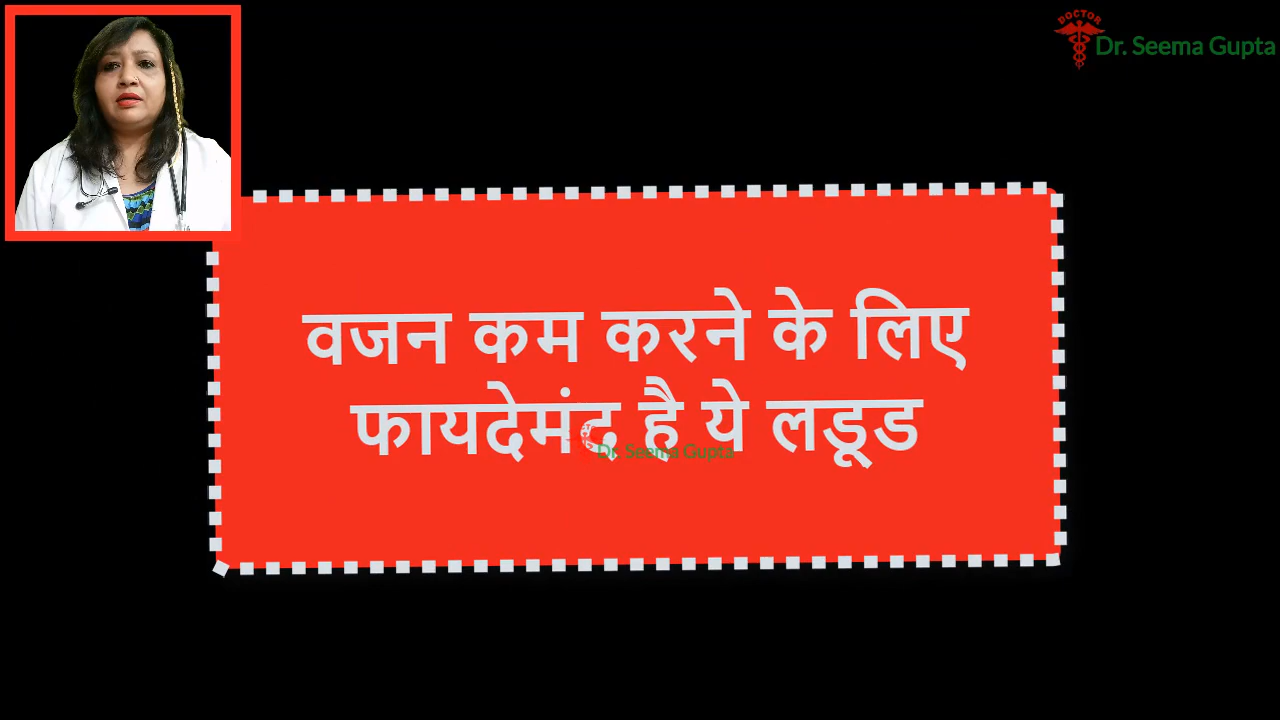 DOCTOR
Dr. Seema Gupta
वजन कम करने के लिए
फायदेमंद है ये लडूड
Dr. Seema Gupta